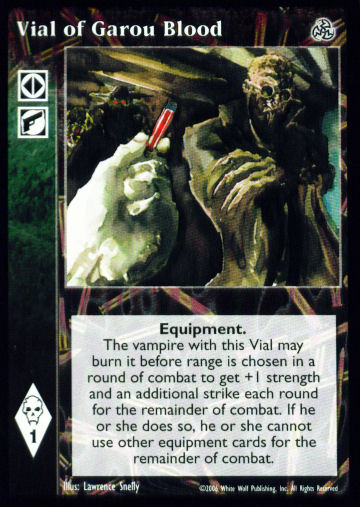 Vial of Garou Blood
Equipment.
The vampire with this Vial may
burn it before range is chosen in a
round of combat to get +1 strength
and an additional strike each round
for the remainder of combat. If he
or she does so, he or she cannot
use other equipment cards for the
remainder of combat.
1
Illus: Lawrence Snelly
©2006 White Wolf Publishing, Inc. All Rights Reserved